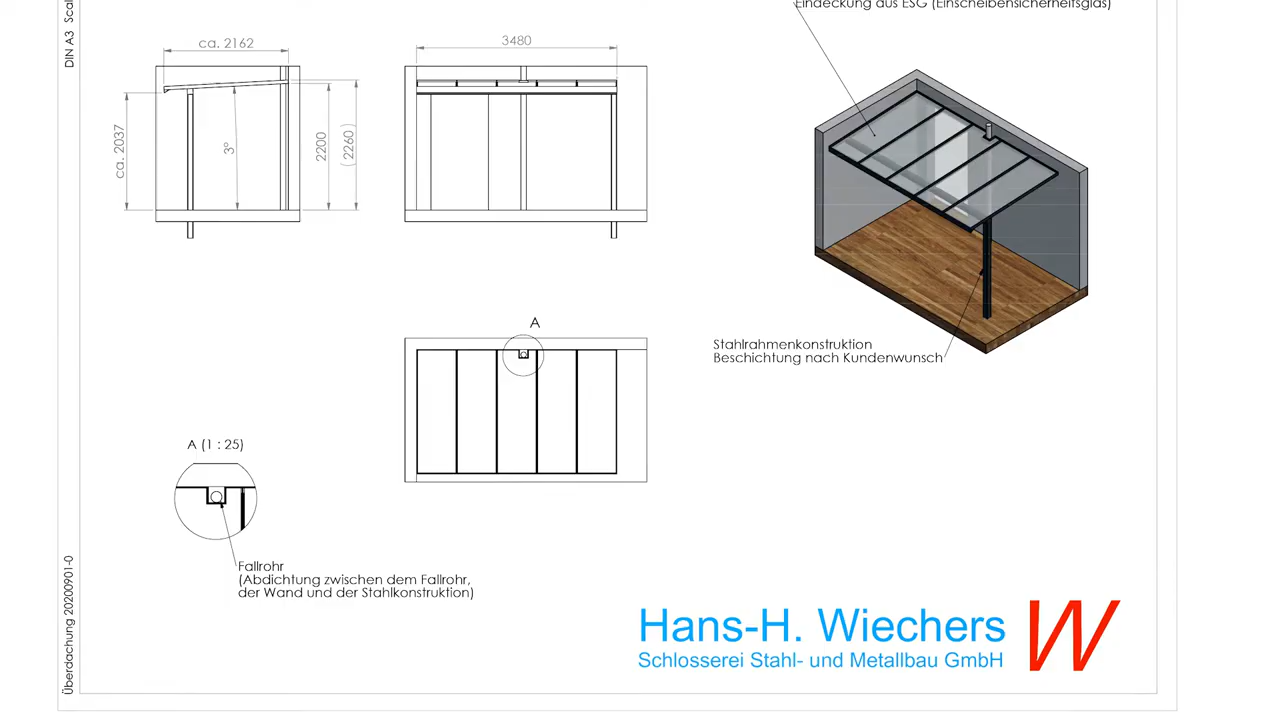 Eindeckung aus ESG (Einscheibensicherheitsglas)
DIN A3
ca. 2162
3480
ca. 2037
3°
2200
(2260)
Stahlrahmenkonstruktion
Beschichtung nach Kundenwunsch
A
A (1 : 25)
Fallrohr
(Abdichtung zwischen dem Fallrohr,
der Wand und der Stahlkonstruktion)
Überdachung 20200901-0
Hans-H. Wiechers
Schlosserei Stahl- und Metallbau GmbH
W